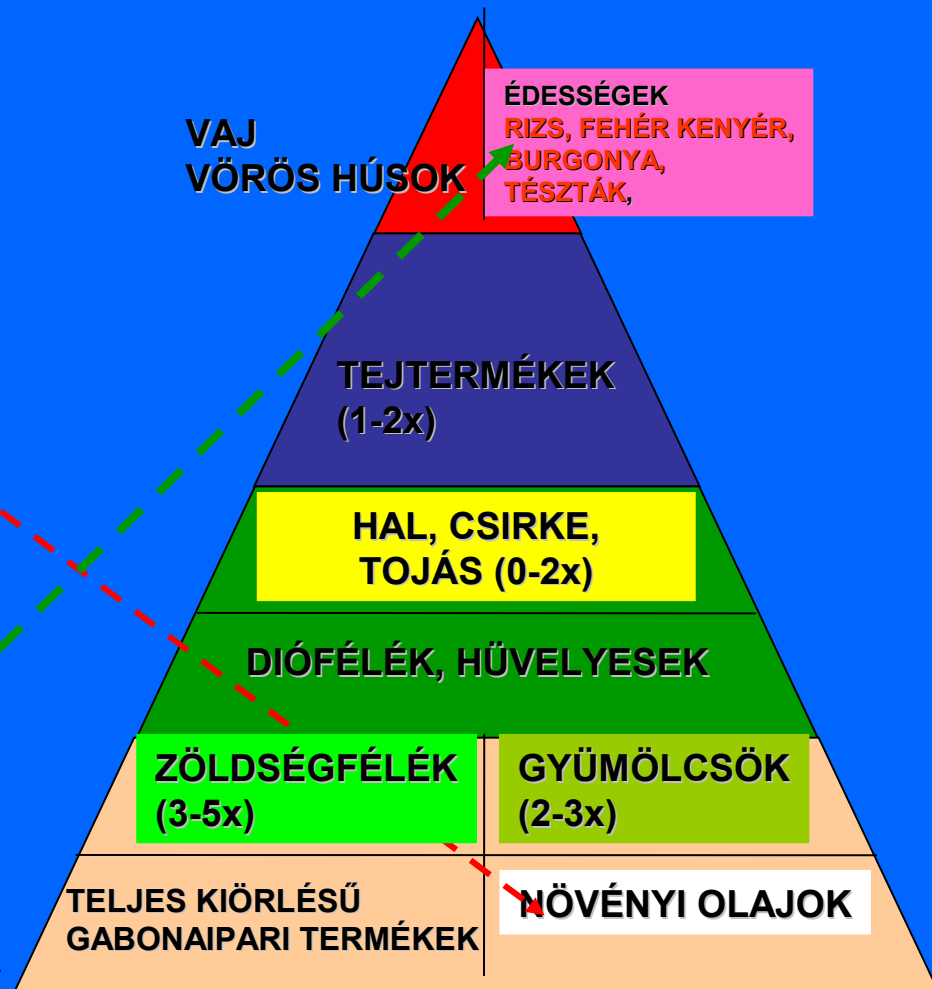 VAJ
VÖRÖS HÚSOK
ÉDESSÉGEK
RIZS, FEHÉR KENYÉR,
BURGONYA,
TÉSZTÁK,
TEJTERMÉKEK
(1-2x)
HAL, CSIRKE,
TOJÁS (0-2x)
DIÓFÉLÉK, HÜVELYESEK
ZÖLDSÉGFÉLÉK
(3-5x)
GYÜMÖLCSÖK
(2-3x)
TELJES KIÖRLÉSŰ
GABONAIPARI TERMÉKEK
NÖVÉNYI OLAJOK